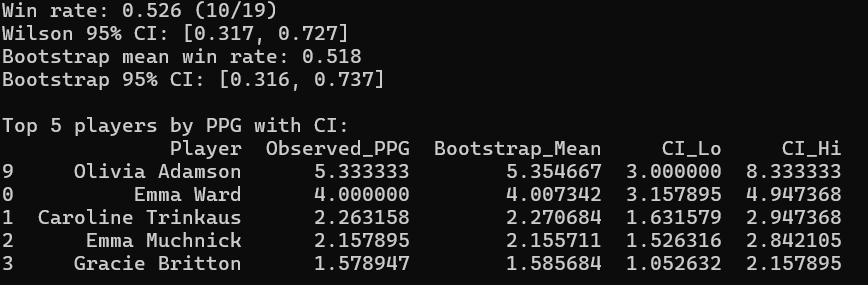 Win rate: 0.526 (10/19)
Wilson 95% CI: [0.317, 0.727]
Bootstrap mean win rate: 0.518
Bootstrap 95% CI: [0.316, 0.737]

Top 5 players by PPG with CI:
Player Observed_PPG Bootstrap_Mean CI_Lo CI_Hi
9 Olivia Adamson 5.333333 5.354667 3.000000 8.333333
0 Emma Ward 4.000000 4.007342 3.157895 4.947368
1 Caroline Trinkaus 2.263158 2.270684 1.631579 2.947368
2 Emma Muchnick 2.157895 2.155711 1.526316 2.842105
3 Gracie Britton 1.578947 1.585684 1.052632 2.157895